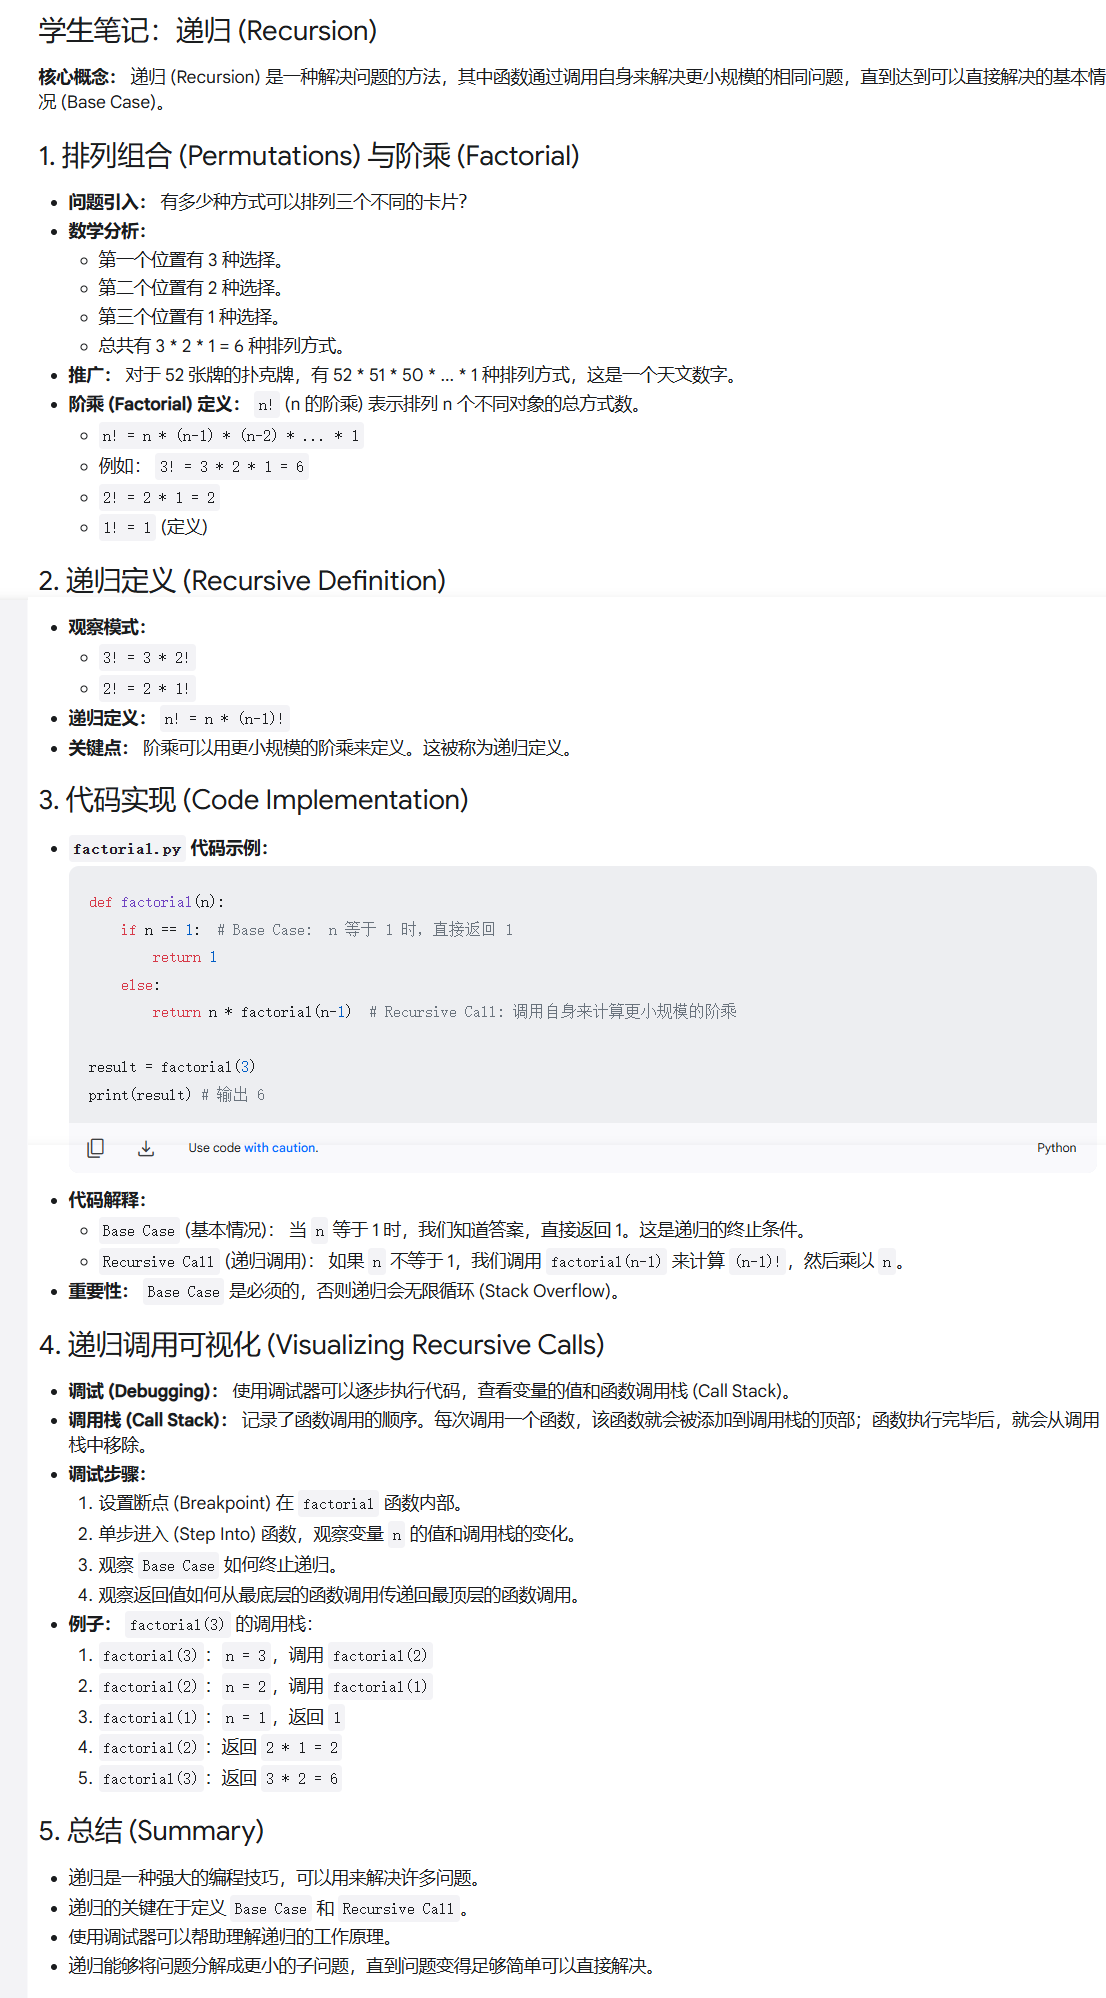 学生笔记：递归 (Recursion)
核心概念： 递归 (Recursion) 是一种解决问题的方法，其中函数通过调用自身来解决更小规模的相同问题，直到达到可以直接解决的基本情
况 (Base Case)。
1. 排列组合 (Permutations) 与阶乘 (Factorial)
• 问题引入： 有多少种方式可以排列三个不同的卡片？
• 数学分析：
◦ 第一个位置有 3 种选择。
◦ 第二个位置有 2 种选择。
◦ 第三个位置有 1 种选择。
◦ 总共有 3 * 2 * 1 = 6 种排列方式。
• 推广： 对于 52 张牌的扑克牌，有 52 * 51 * 50 * ... * 1 种排列方式，这是一个天文数字。
• 阶乘 (Factorial) 定义： n! (n 的阶乘) 表示排列 n 个不同对象的总方式数。
◦ n! = n * (n-1) * (n-2) * ... * 1
◦ 例如： 3! = 3 * 2 * 1 = 6
◦ 2! = 2 * 1 = 2
◦ 1! = 1 (定义)
2. 递归定义 (Recursive Definition)
• 观察模式：
◦ 3! = 3 * 2!
◦ 2! = 2 * 1!
• 递归定义： n! = n * (n-1)!
• 关键点： 阶乘可以用更小规模的阶乘来定义。这被称为递归定义。
3. 代码实现 (Code Implementation)
• factorial.py 代码示例：
def factorial(n):
    if n == 1:  # Base Case:  n 等于 1 时，直接返回 1
        return 1
    else:
        return n * factorial(n-1)  # Recursive Call: 调用自身来计算更小规模的阶乘
result = factorial(3)
print(result) # 输出 6
Use code with caution. Python
• 代码解释：
◦ Base Case (基本情况)： 当 n 等于 1 时，我们知道答案，直接返回 1。这是递归的终止条件。
◦ Recursive Call (递归调用)： 如果 n 不等于 1，我们调用 factorial(n-1) 来计算 (n-1)!，然后乘以 n。
• 重要性： Base Case 是必须的，否则递归会无限循环 (Stack Overflow)。
4. 递归调用可视化 (Visualizing Recursive Calls)
• 调试 (Debugging)： 使用调试器可以逐步执行代码，查看变量的值和函数调用栈 (Call Stack)。
• 调用栈 (Call Stack)： 记录了函数调用的顺序。每次调用一个函数，该函数就会被添加到调用栈的顶部；函数执行完毕后，就会从调用
栈中移除。
• 调试步骤：
1. 设置断点 (Breakpoint) 在 factorial 函数内部。
2. 单步进入 (Step Into) 函数，观察变量 n 的值和调用栈的变化。
3. 观察 Base Case 如何终止递归。
4. 观察返回值如何从最底层的函数调用传递回最顶层的函数调用。
• 例子： factorial(3) 的调用栈：
1. factorial(3)： n = 3，调用 factorial(2)
2. factorial(2)： n = 2，调用 factorial(1)
3. factorial(1)： n = 1，返回 1
4. factorial(2)：返回 2 * 1 = 2
5. factorial(3)：返回 3 * 2 = 6
5. 总结 (Summary)
• 递归是一种强大的编程技巧，可以用来解决许多问题。
• 递归的关键在于定义 Base Case 和 Recursive Call。
• 使用调试器可以帮助理解递归的工作原理。
• 递归能够将问题分解成更小的子问题，直到问题变得足够简单可以直接解决。